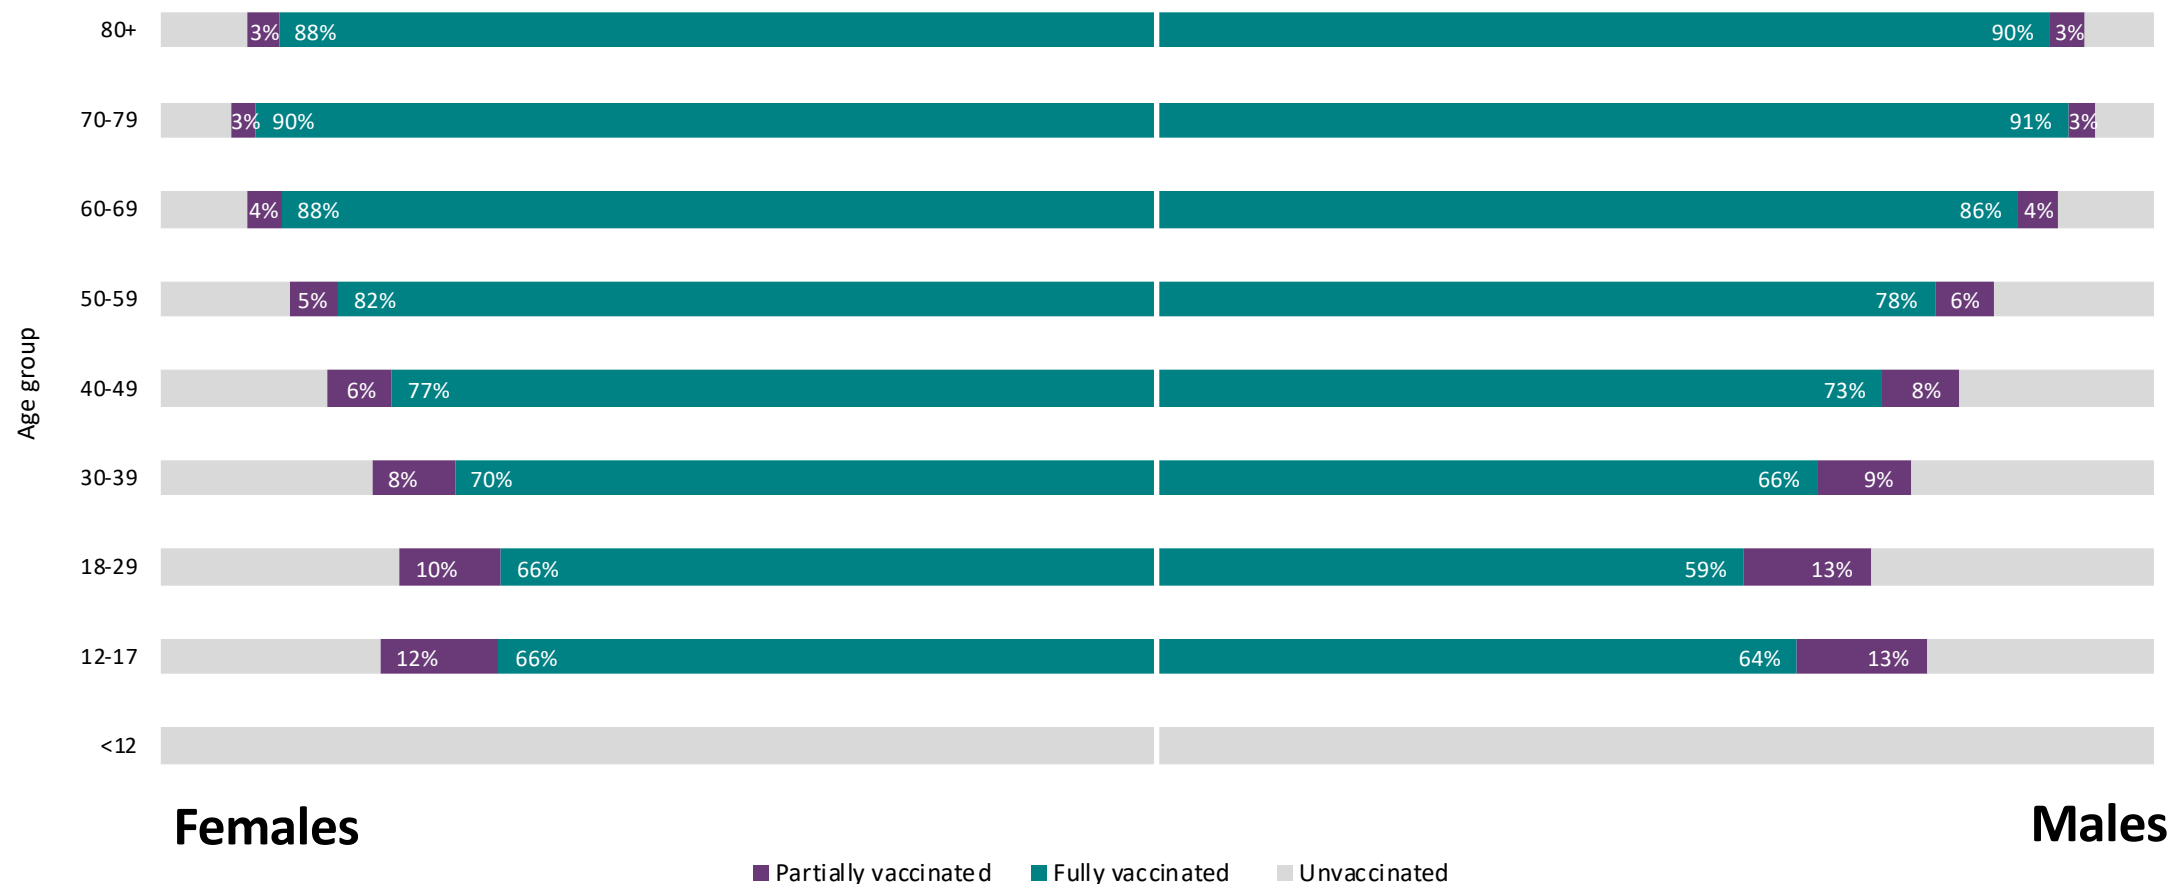 80+ 3% 88% 90% 3%
70-79 3% 90% 91% 3%
60-69 4% 88% 86% 4%
50-59 5% 82% 78% 6%
40-49 6% 77% 73% 8%
30-39 8% 70% 66% 9%
18-29 10% 66% 59% 13%
12-17 12% 66% 64% 13%
<12
Age group
Females Males
Partially vaccinated Fully vaccinated Unvaccinated